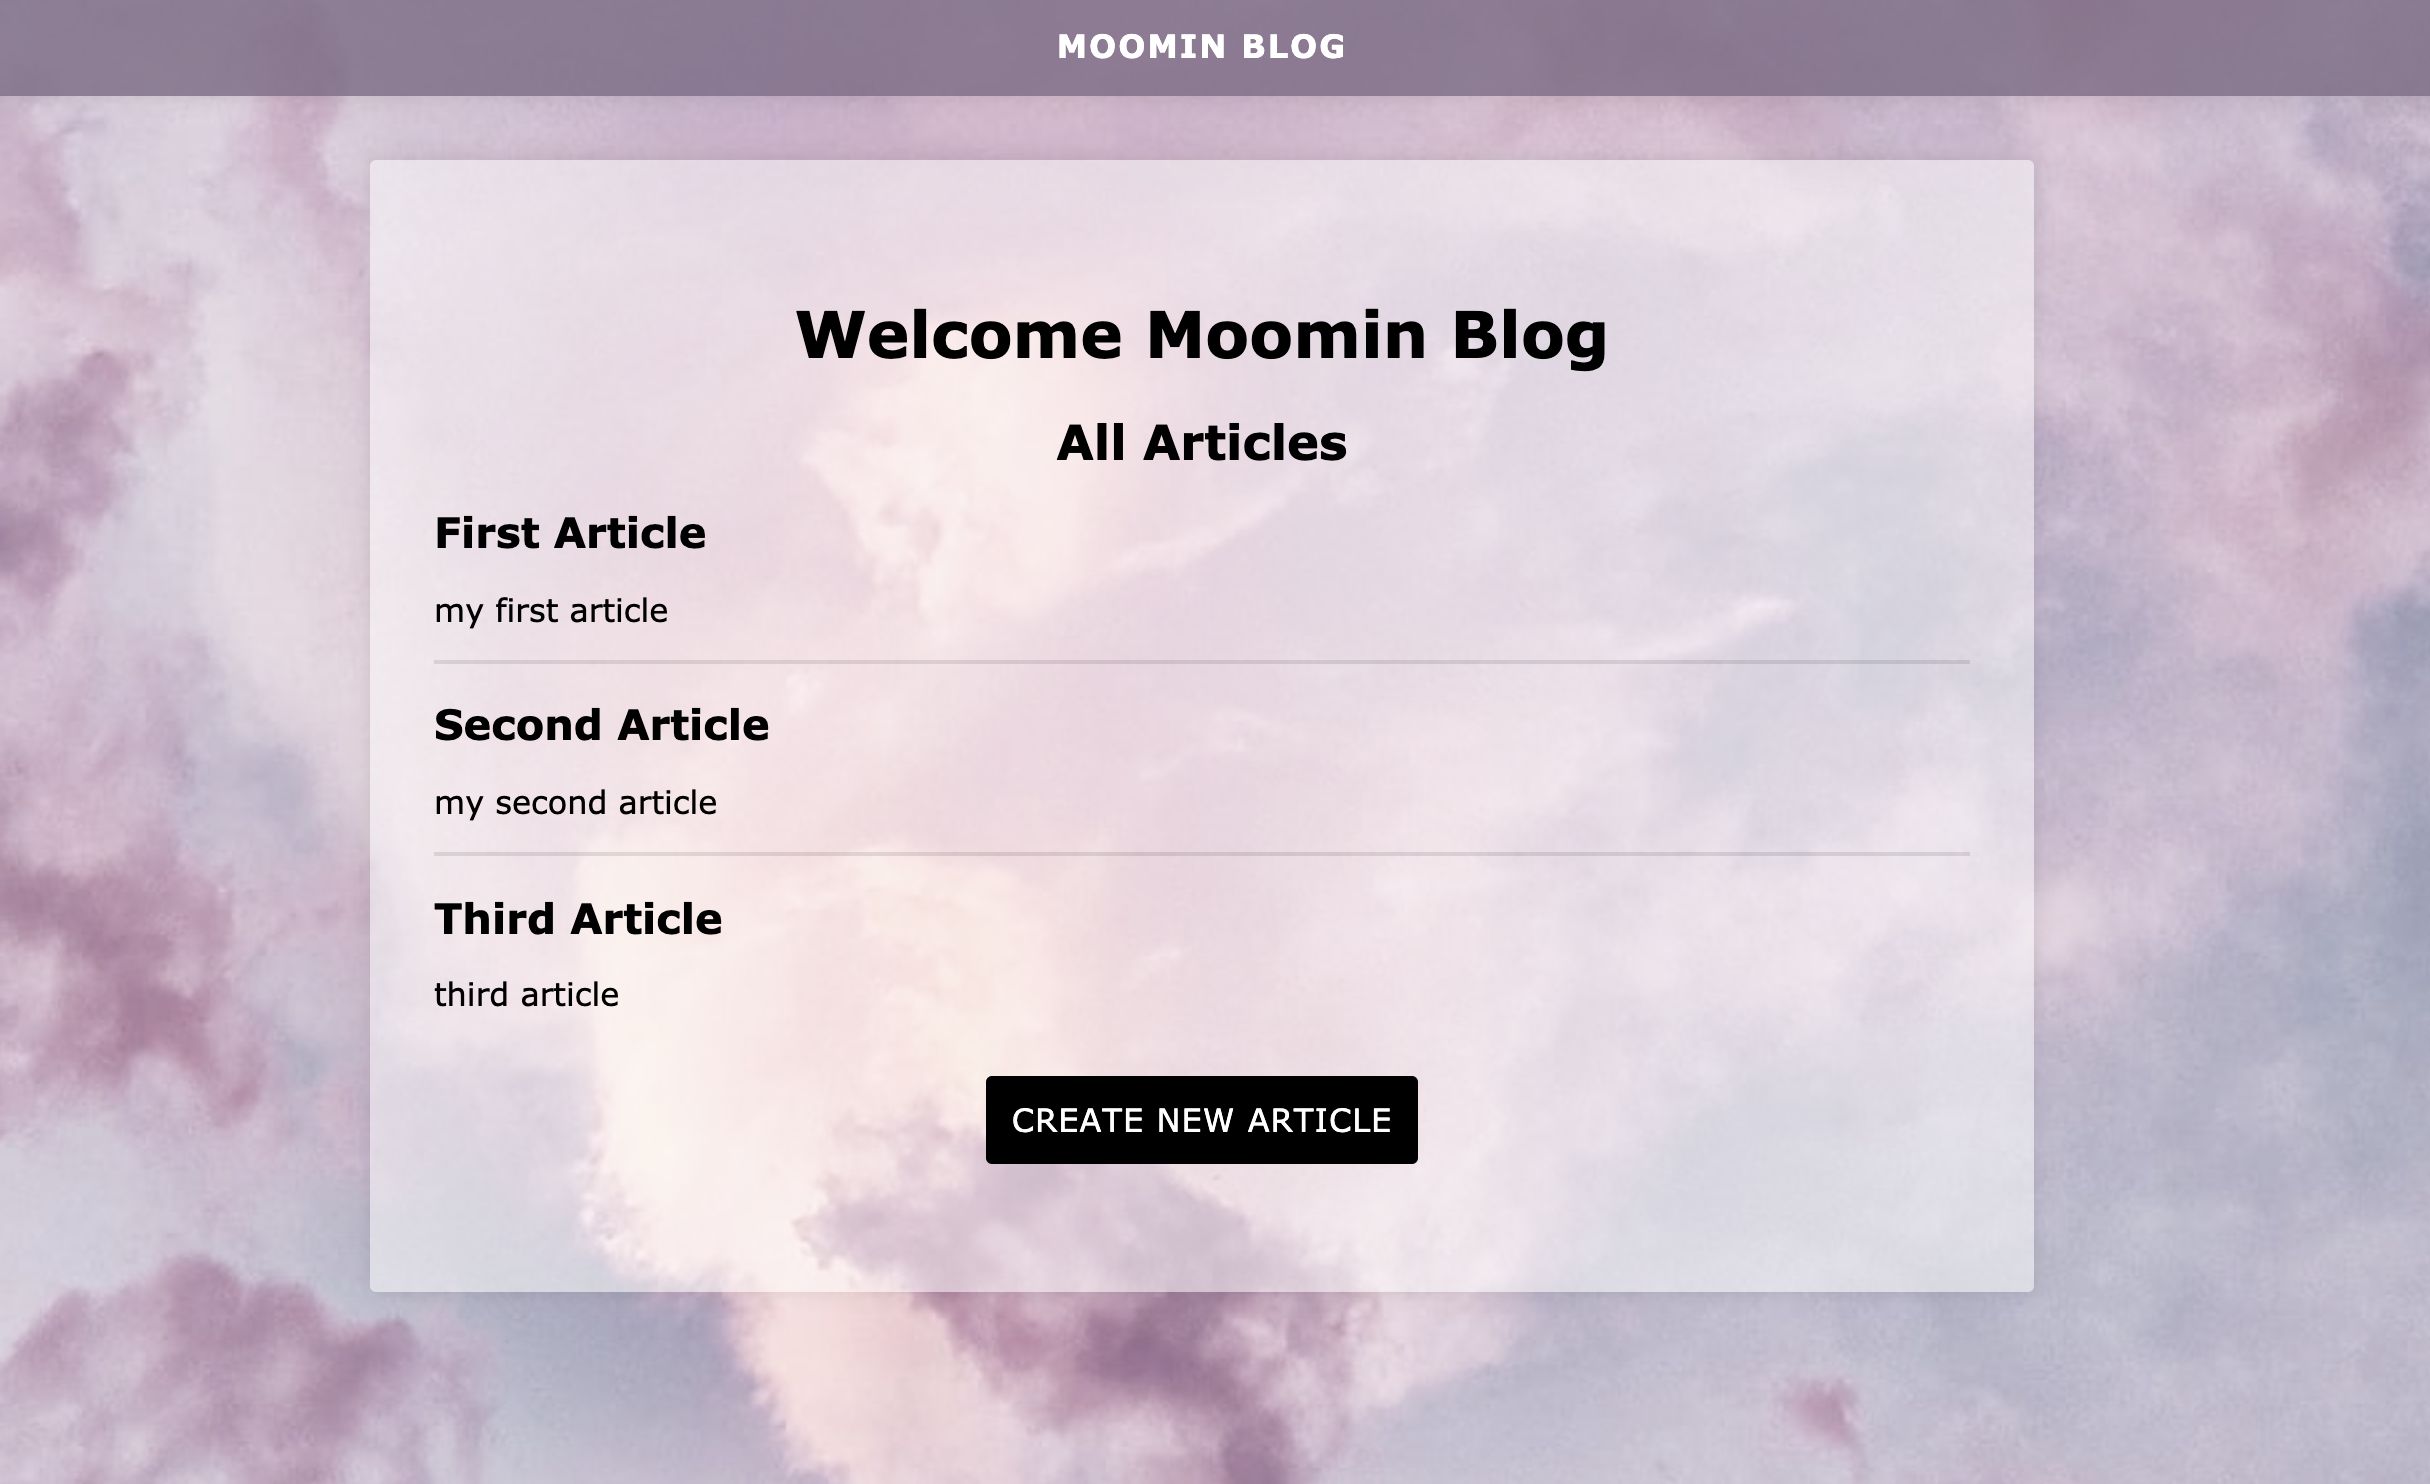 MOOMIN BLOG
Welcome Moomin Blog
All Articles
First Article
my first article
Second Article
my second article
Third Article
third article
CREATE NEW ARTICLE